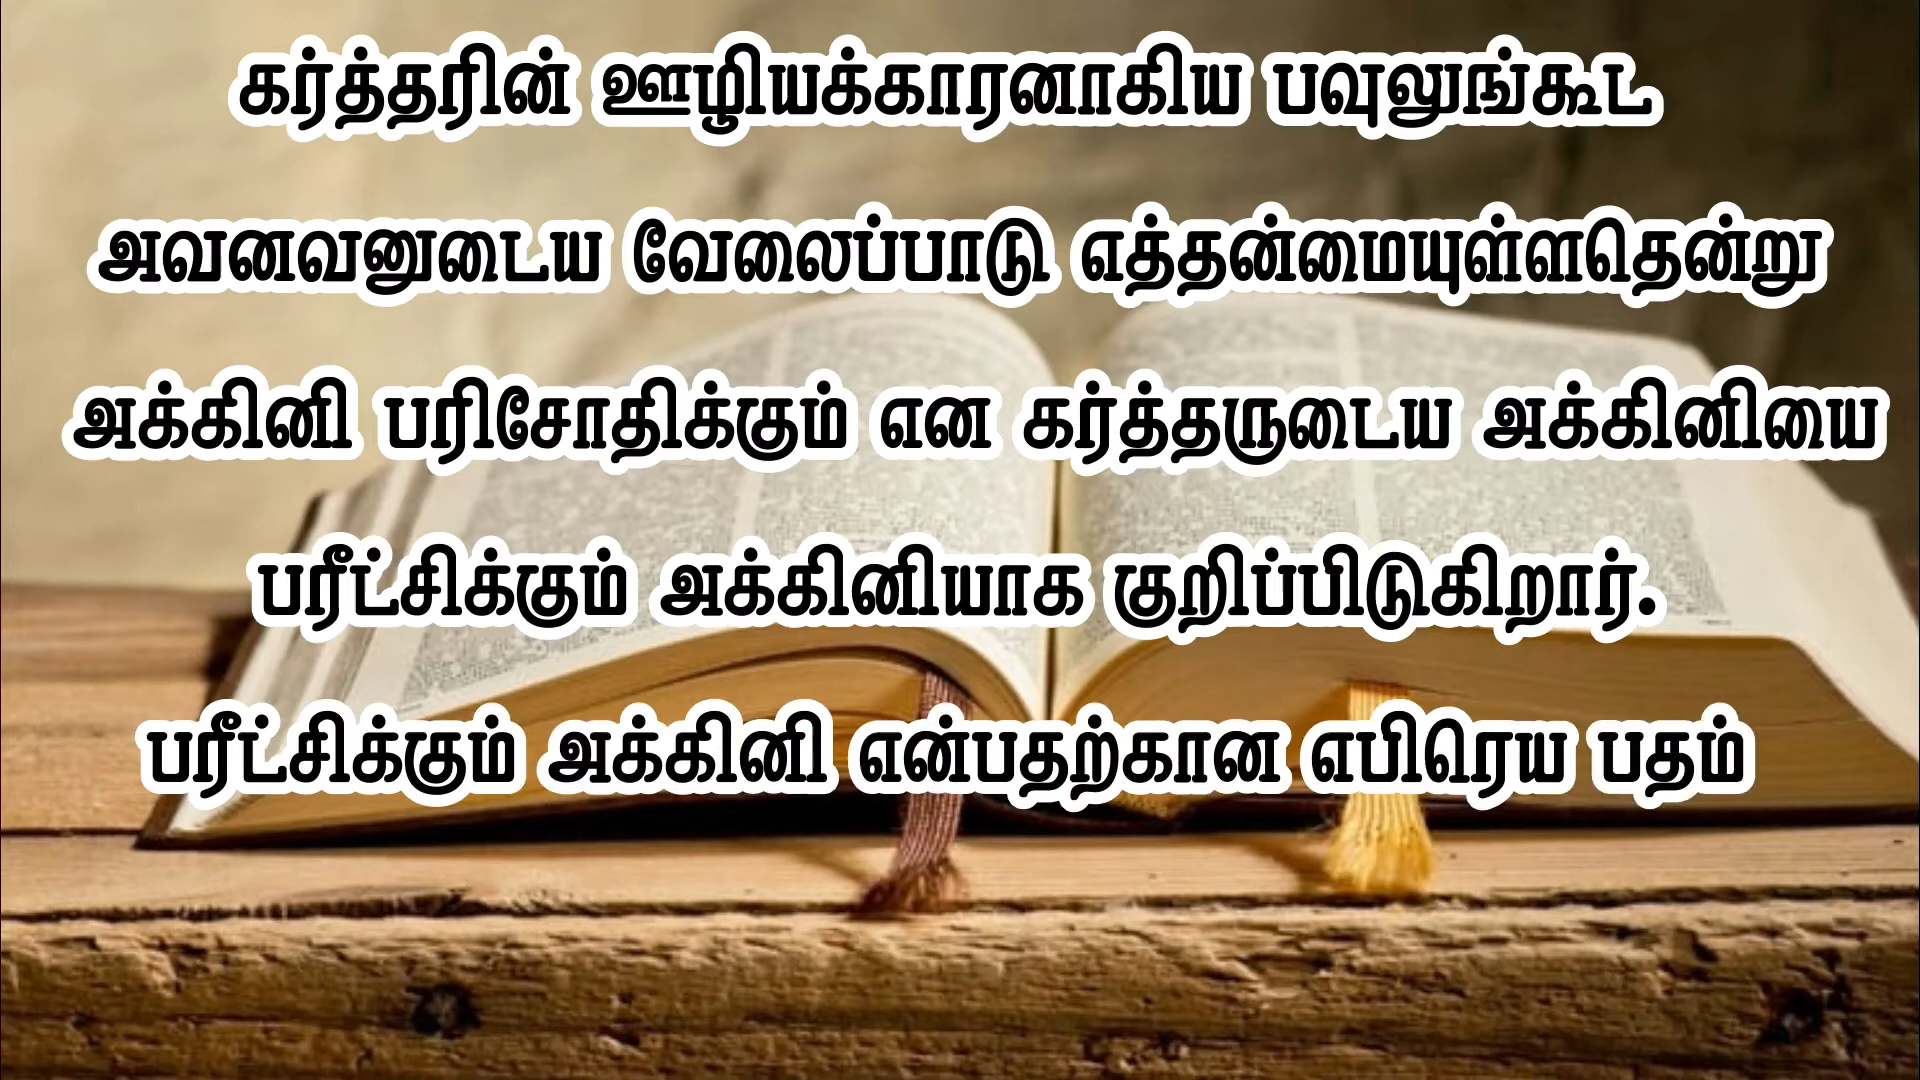 கர்த்தரின் ஊழியக்காரனாகிய பவுலுங்கூட
அவனவனுடைய வேலைப்பாடு எத்தன்மையுள்ளதென்று
அக்கினி பரிசோதிக்கும் என கர்த்தருடைய அக்கினியை
பரீட்சிக்கும் அக்கினியாக குறிப்பிடுகிறார்.
பரீட்சிக்கும் அக்கினி என்பதற்கான எபிரெய பதம்